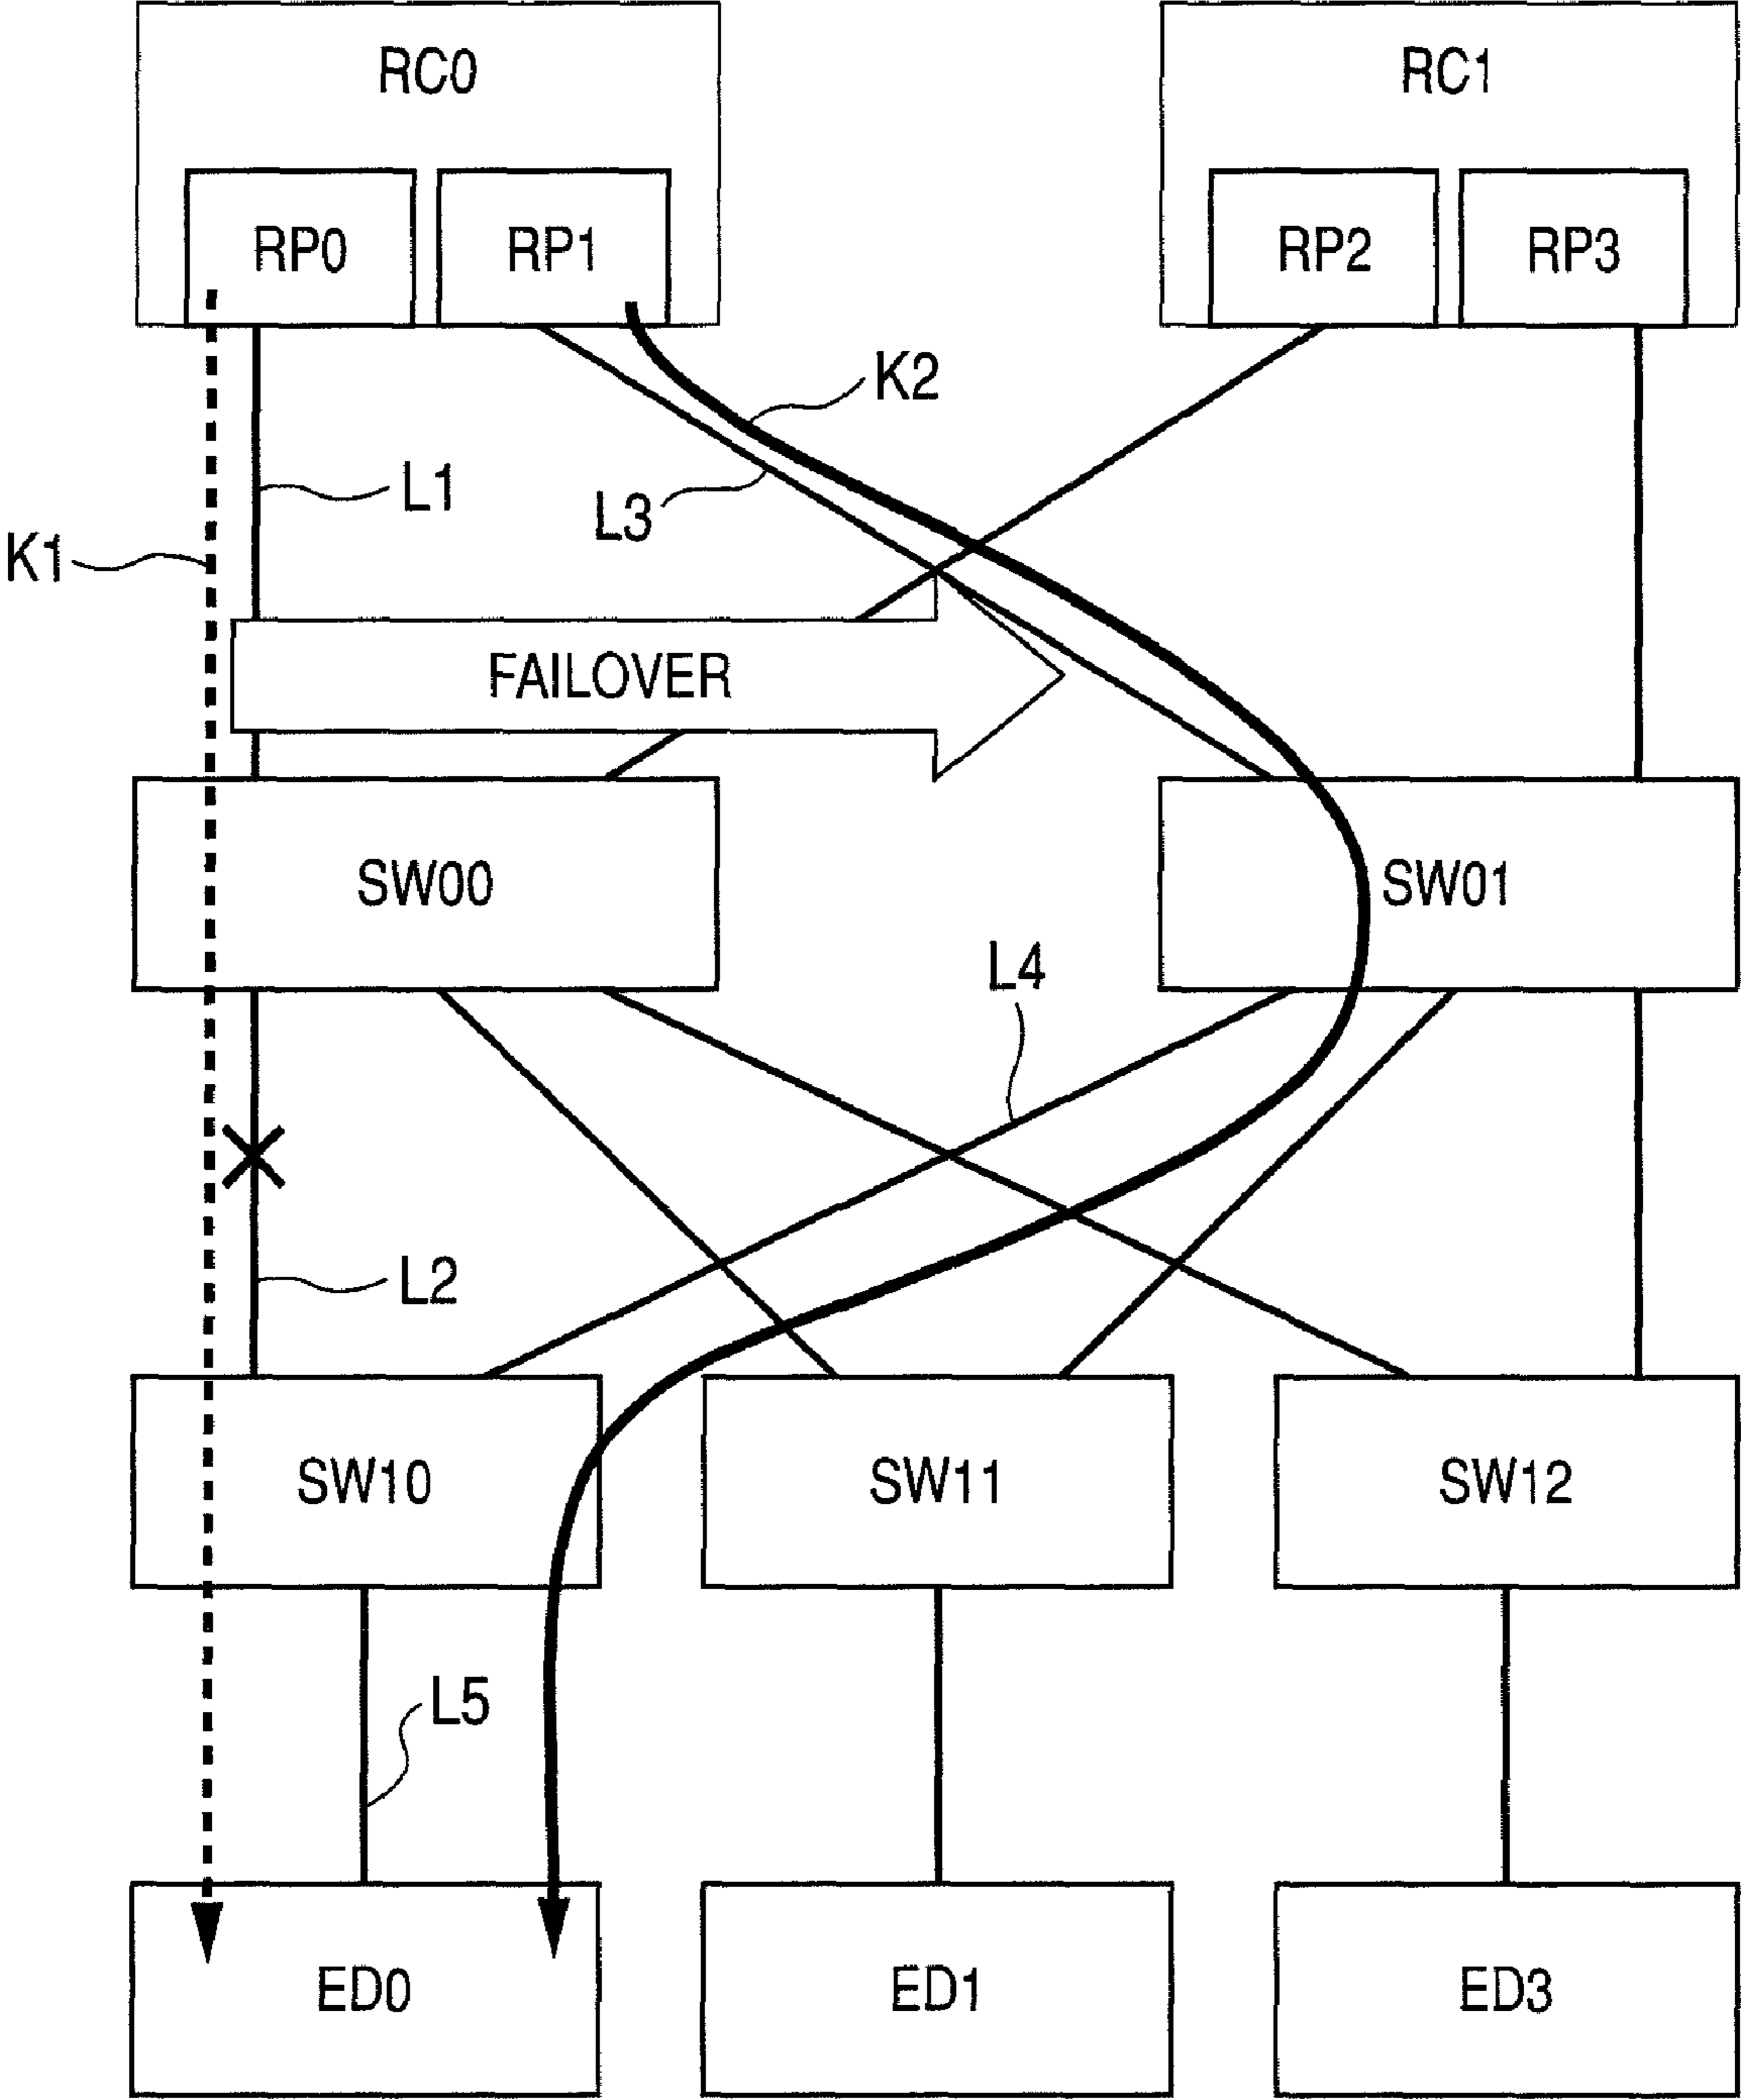 RC0
RC1
RP0
RP1
RP2
RP3
K2
L1
L3
K1
FAILOVER
SW00
SW01
L4
L2
SW10
SW11
SW12
L5
ED0
ED1
ED3